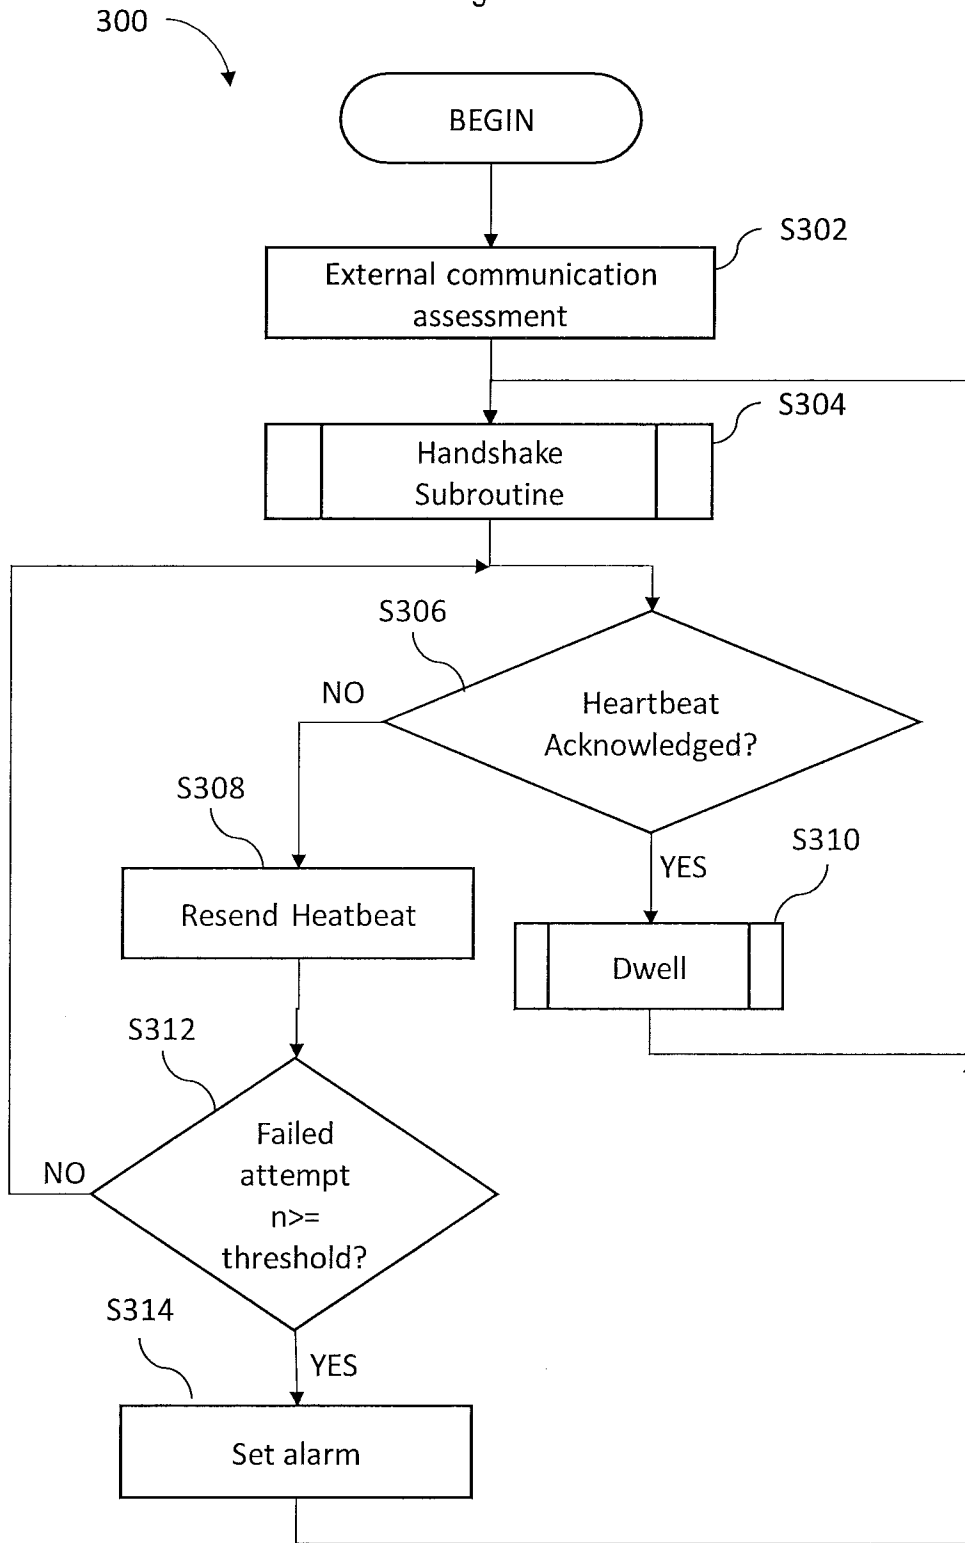 300
BEGIN
S302
External communication
assessment
S304
Handshake
Subroutine
S306
NO
Heartbeat
Acknowledged?
S308
S310
YES
Resend Heatbeat
Dwell
S312
Failed
attempt
n>=
threshold?
NO
S314
YES
Set alarm